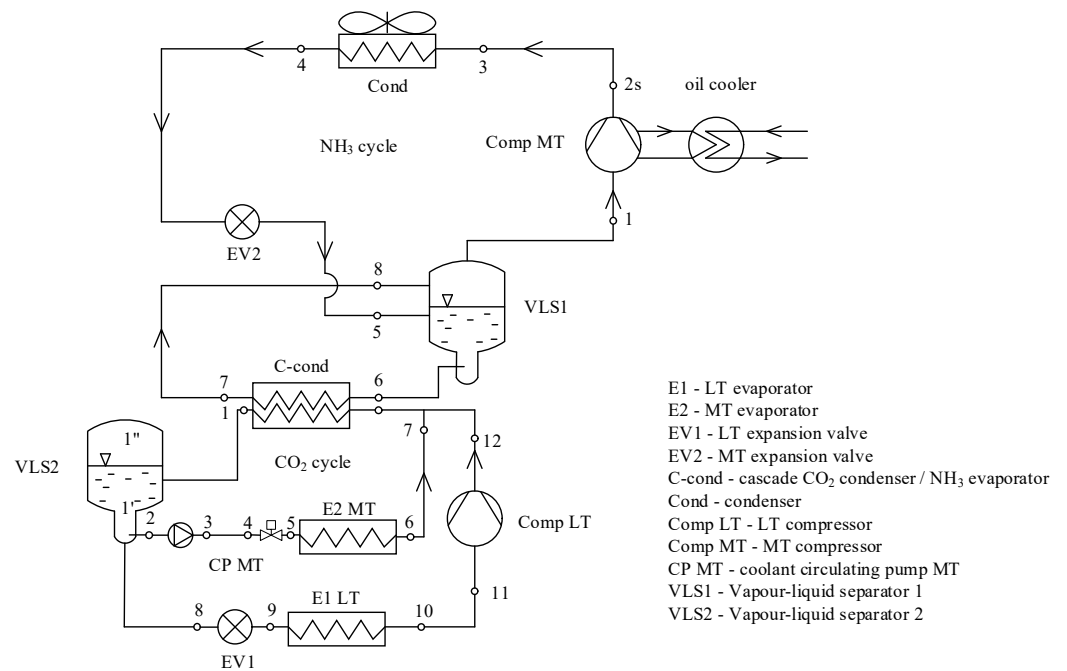 4
3
Cond
2s
oil cooler
NH₃ cycle
Comp MT
1
EV2
8
VLS1
5
C-cond
7
6
1
7
12
1"
VLS2
CO₂ cycle
1'
2
3
4
5
E2 MT
6
Comp LT
CP MT
11
8
9
E1 LT
10
EV1
E1 - LT evaporator
E2 - MT evaporator
EV1 - LT expansion valve
EV2 - MT expansion valve
C-cond - cascade CO₂ condenser / NH₃ evaporator
Cond - condenser
Comp LT - LT compressor
Comp MT - MT compressor
CP MT - coolant circulating pump MT
VLS1 - Vapour-liquid separator 1
VLS2 - Vapour-liquid separator 2